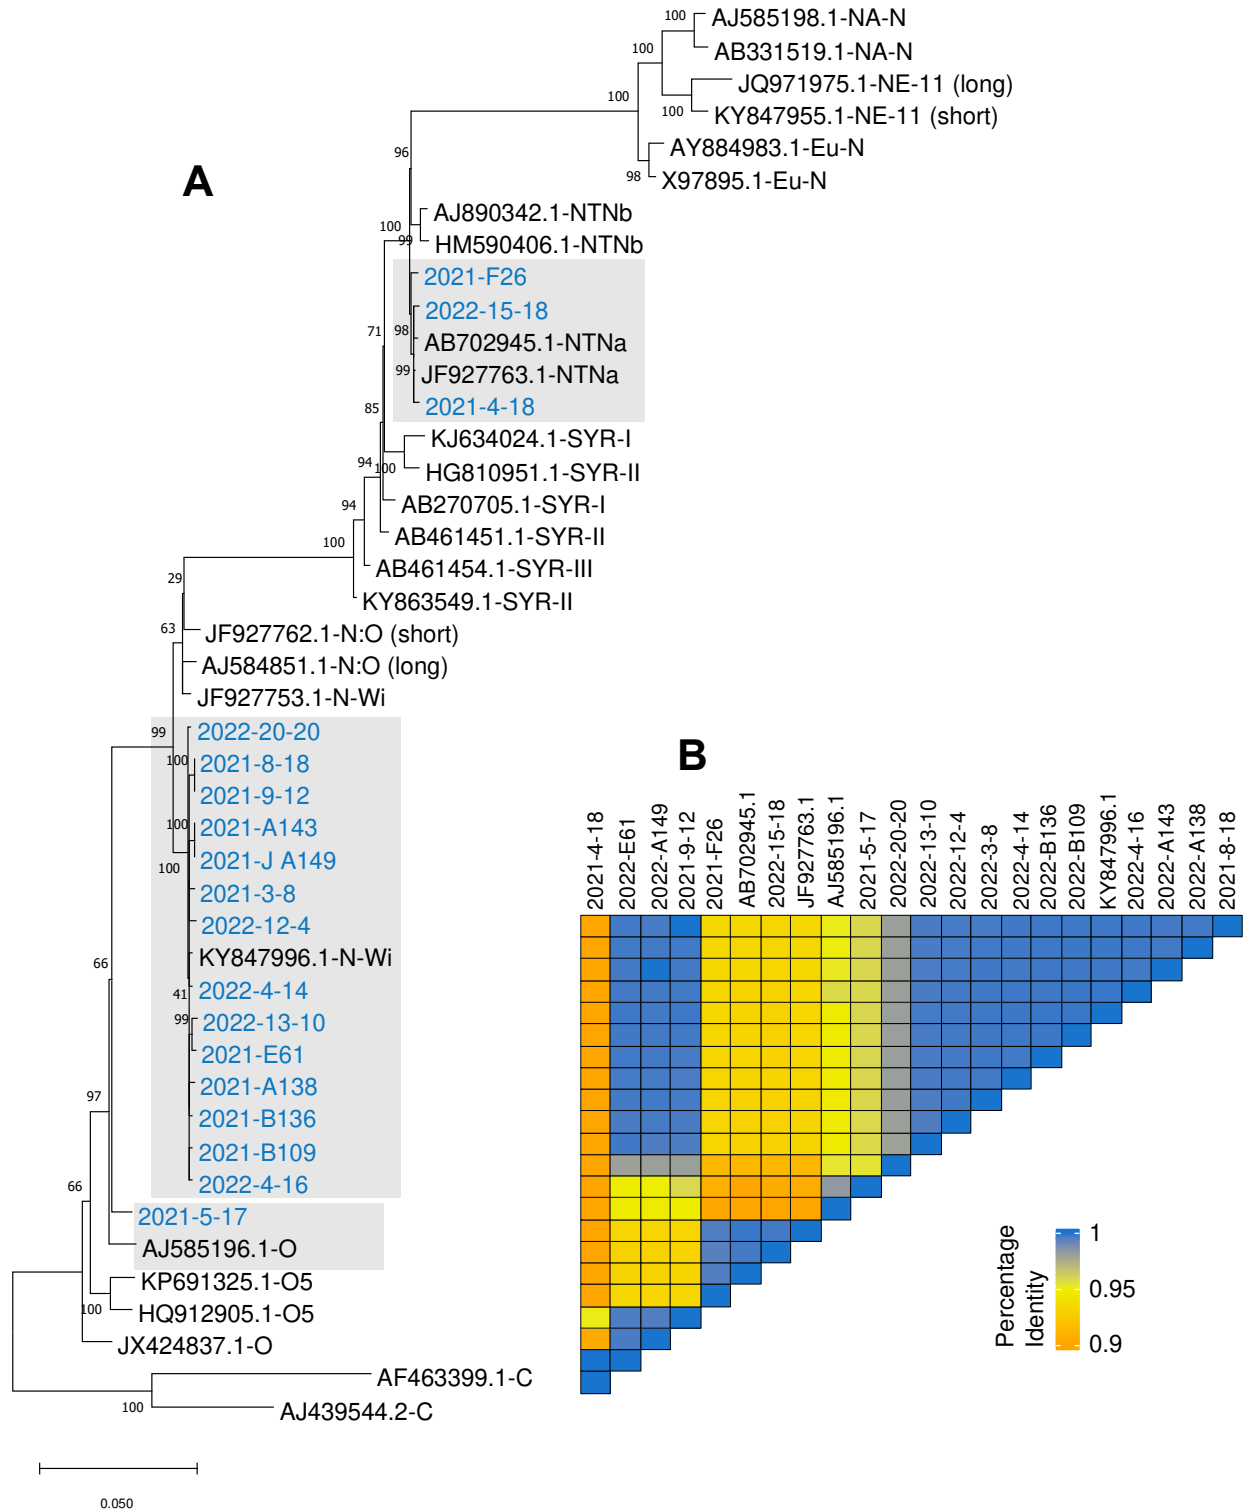 A
100
AJ585198.1-NA-N
AB331519.1-NA-N
100
JQ971975.1-NE-11 (long)
100
KY847955.1-NE-11 (short)
100
AY884983.1-Eu-N
98
X97895.1-Eu-N
96
AJ890342.1-NTNb
100
99
HM590406.1-NTNb
2021-F26
2022-15-18
71
98
AB702945.1-NTNa
99
JF927763.1-NTNa
2021-4-18
85
KJ634024.1-SYR-I
94
100
HG810951.1-SYR-II
94
AB270705.1-SYR-I
AB461451.1-SYR-II
100
AB461454.1-SYR-III
29
KY863549.1-SYR-II
63
JF927762.1-N:O (short)
AJ584851.1-N:O (long)
JF927753.1-N-Wi
99
2022-20-20
100
2021-8-18
2021-9-12
100
2021-A143
100
2021-J A149
2021-3-8
2022-12-4
66
KY847996.1-N-Wi
41
2022-4-14
99
2022-13-10
2021-E61
97
2021-A138
2021-B136
2021-B109
66
2022-4-16
2021-5-17
AJ585196.1-O
KP691325.1-O5
100
HQ912905.1-O5
JX424837.1-O
AF463399.1-C
100
AJ439544.2-C
0.050
B
2021-4-18
2022-E61
2022-A149
2021-9-12
2021-F26
AB702945.1
2022-15-18
JF927763.1
AJ585196.1
2021-5-17
2022-20-20
2022-13-10
2022-12-4
2022-3-8
2022-4-14
2022-B136
2022-B109
KY847996.1
2022-4-16
2022-A143
2022-A138
2021-8-18
Percentage
Identity
1
0.95
0.9